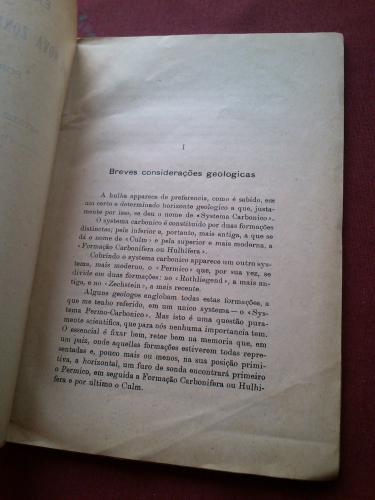 I
Breves considerações geologicas
A hulha apparece de preferencia, como é sabido, em
um certo e determinado horizonte geologico a que, justa-
mente por isso, se deu o nome de «Systema Carbonico».
O systema carbonico é constituido por duas formações
distinctas; pela inferior e, portanto, mais antiga, a que se
dá o nome de «Culm» e pela superior e mais moderna, a
«Formação Carbonifera ou Hulhifera».
Cobrindo o systema carbonico apparece um outro sys-
tema, mais moderno, o «Permico» que, por sua vez, se
divide em duas formações: no «Rothliegend», a mais an-
tiga, e no «Zechstein», a mais recente.
Alguns geologos englobam todas estas formações, a
que me tenho referido, em um unico systema—o «Sys-
tema Permo-Carbonico». Mas isto é uma questão pura-
mente scientifica, que para nós nenhuma importancia tem.
O essencial é fixar bem, reter bem na memoria que, em
um paiz, onde aquellas formações estiverem todas repre-
sentadas e, pouco mais ou menos, na sua posição primi-
tiva, a horizontal, um furo de sonda encontrará primeiro
o Permico, em seguida a Formação Carbonifera ou Hulhi-
fera e por ultimo o Culm.